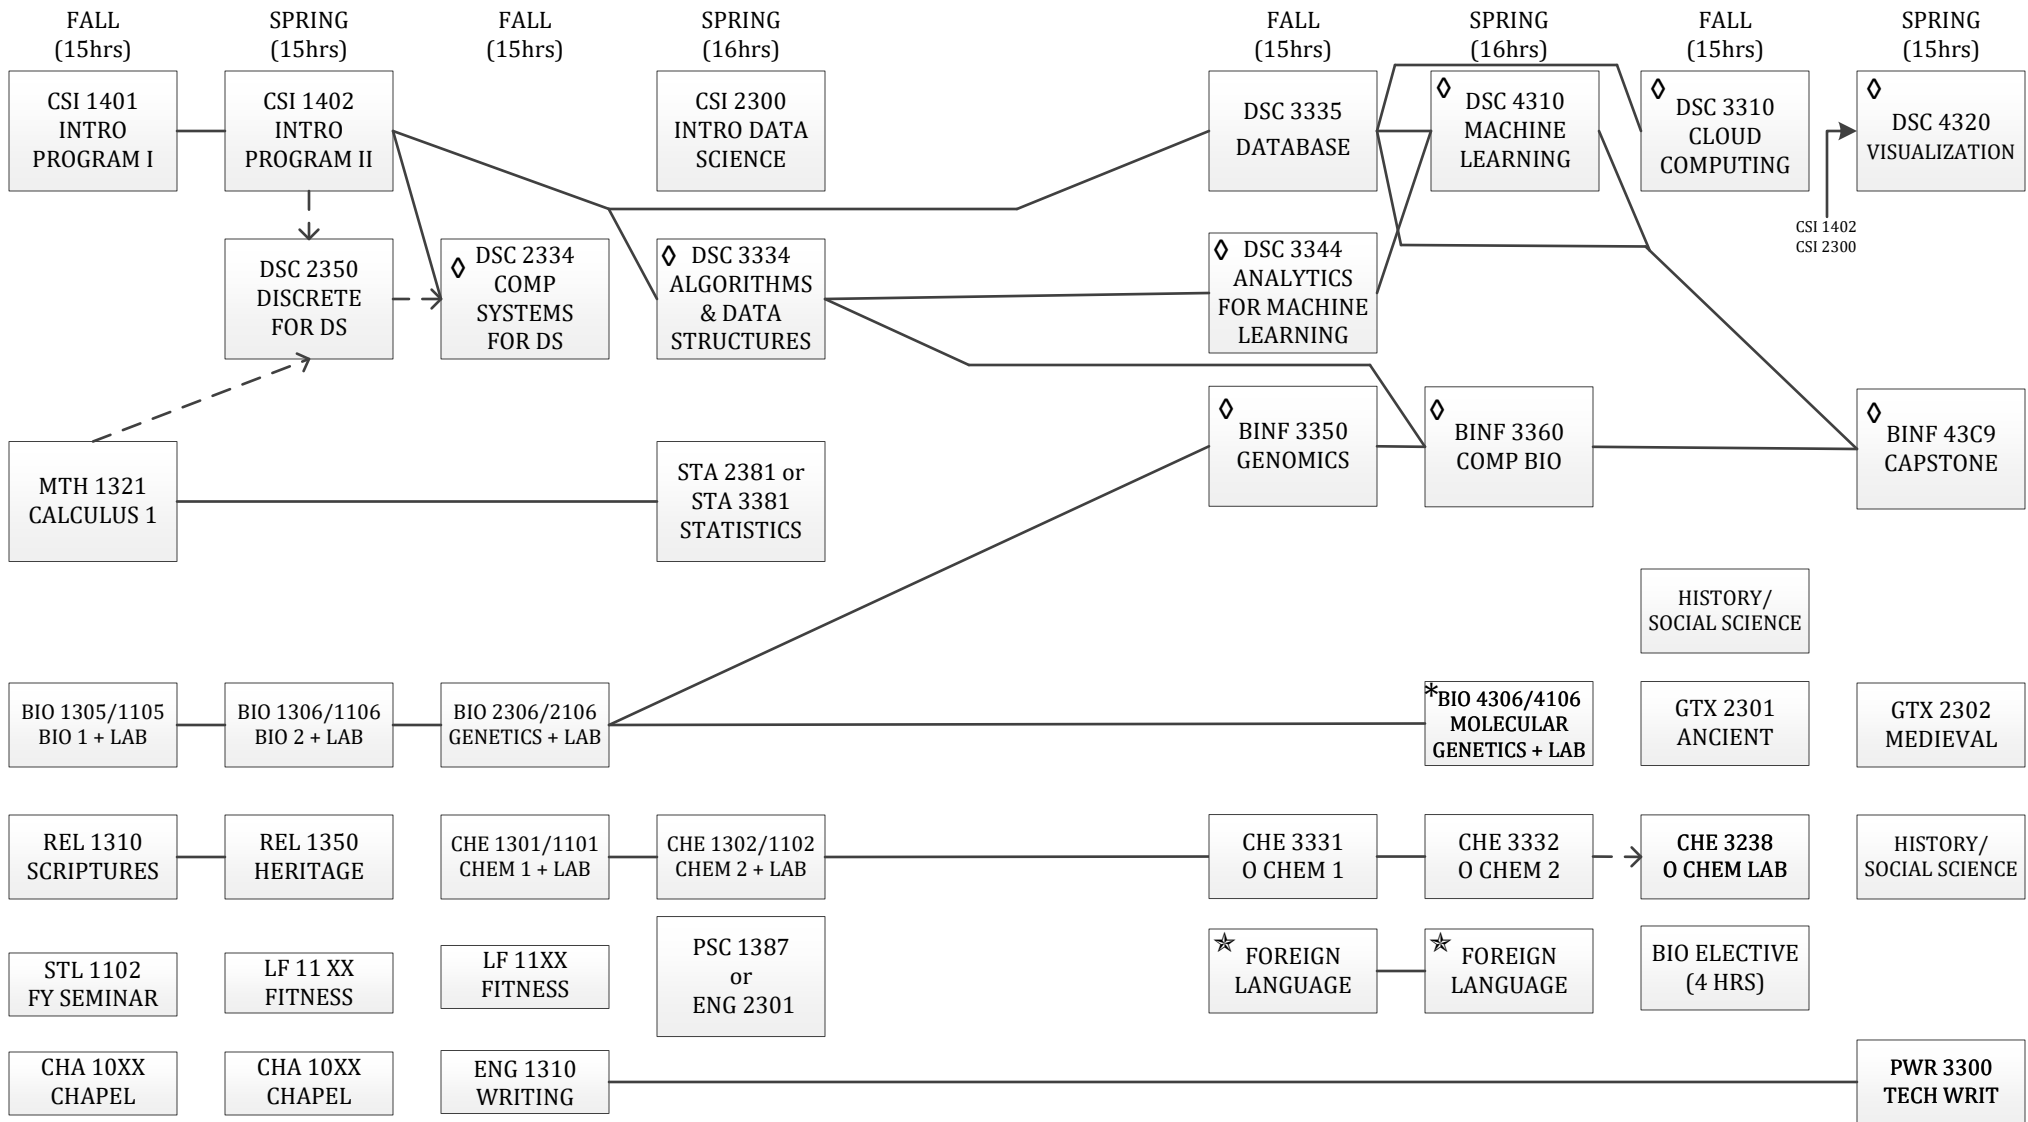 FALL
(15hrs)
SPRING
(15hrs)
FALL
(15hrs)
SPRING
(16hrs)
FALL
(15hrs)
SPRING
(16hrs)
FALL
(15hrs)
SPRING
(15hrs)
CSI 1401
INTRO
PROGRAM I
CSI 1402
INTRO
PROGRAM II
CSI 2300
INTRO DATA
SCIENCE
DSC 3335
DATABASE
◊ DSC 4310
MACHINE
LEARNING
◊ DSC 3310
CLOUD
COMPUTING
◊
DSC 4320
VISUALIZATION
CSI 1402
CSI 2300
DSC 2350
DISCRETE
FOR DS
◊ DSC 2334
COMP
SYSTEMS
FOR DS
◊ DSC 3334
ALGORITHMS
& DATA
STRUCTURES
◊ DSC 3344
ANALYTICS
FOR MACHINE
LEARNING
◊
BINF 3350
GENOMICS
◊
BINF 3360
COMP BIO
◊
BINF 43C9
CAPSTONE
MTH 1321
CALCULUS 1
STA 2381 or
STA 3381
STATISTICS
HISTORY/
SOCIAL SCIENCE
BIO 1305/1105
BIO 1 + LAB
BIO 1306/1106
BIO 2 + LAB
BIO 2306/2106
GENETICS + LAB
*BIO 4306/4106
MOLECULAR
GENETICS + LAB
GTX 2301
ANCIENT
GTX 2302
MEDIEVAL
REL 1310
SCRIPTURES
REL 1350
HERITAGE
CHE 1301/1101
CHEM 1 + LAB
CHE 1302/1102
CHEM 2 + LAB
CHE 3331
O CHEM 1
CHE 3332
O CHEM 2
CHE 3238
O CHEM LAB
HISTORY/
SOCIAL SCIENCE
STL 1102
FY SEMINAR
LF 11 XX
FITNESS
LF 11XX
FITNESS
PSC 1387
or
ENG 2301
FOREIGN
LANGUAGE
FOREIGN
LANGUAGE
BIO ELECTIVE
(4 HRS)
CHA 10XX
CHAPEL
CHA 10XX
CHAPEL
ENG 1310
WRITING
PWR 3300
TECH WRIT